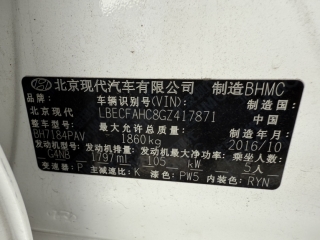 北京现代汽车有限公司 制造BHMC
北京现代 车辆识别号(VIN): 制造国
LBECFAHC8GZ417871 中国
整车型号: 最大允许总质量: 制造年月:
BH7184PAV 1860kg 2016/10
发动机型号: 发动机排量: 发动机最大净功率: 乘坐人数
G4NB 1797ml 105 kW 5人
变速器: P 主减速比: K 漆色: PW5 内饰: RYN